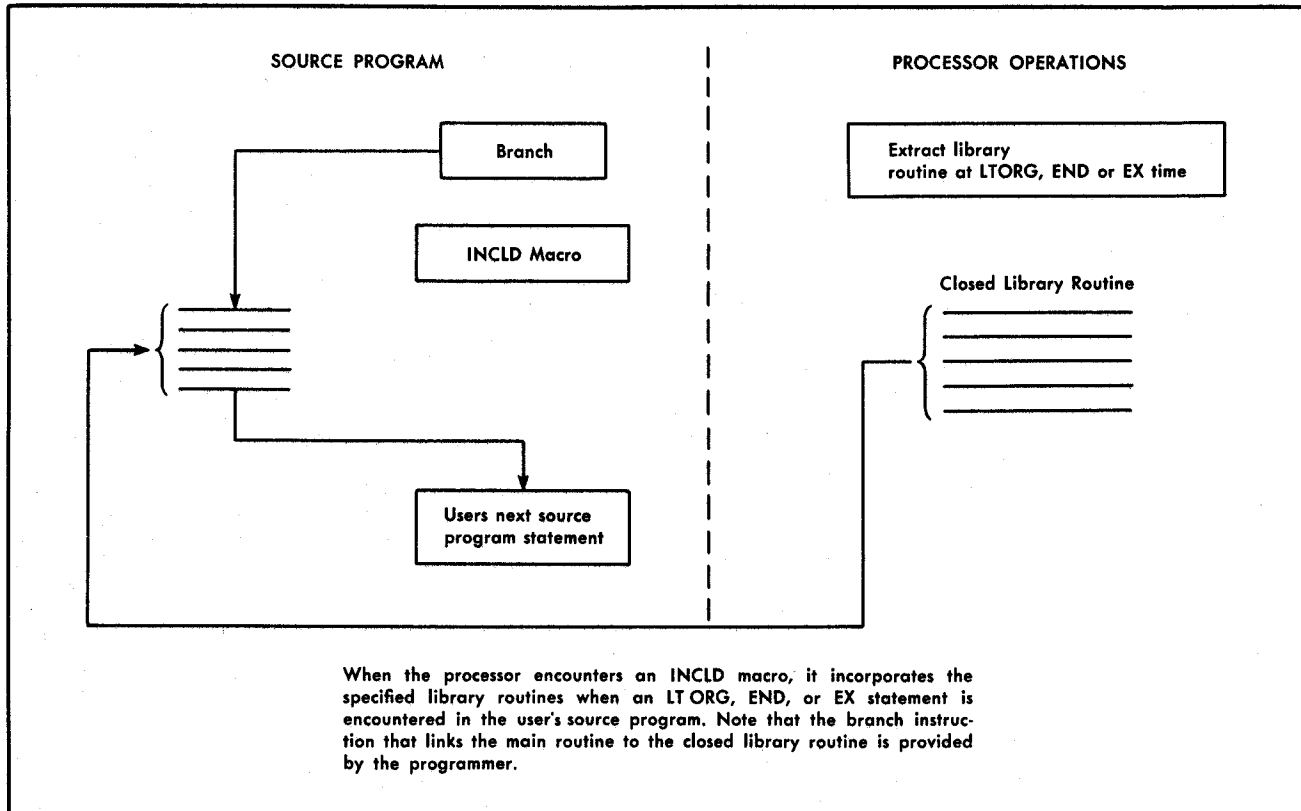 SOURCE PROGRAM
PROCESSOR OPERATIONS
Branch
Extract library
routine at LTORG, END or EX time
INCLD Macro
Closed Library Routine
Users next source
program statement
When the processor encounters an INCLD macro, it incorporates the
specified library routines when an LT ORG, END, or EX statement is
encountered in the user's source program. Note that the branch instruc-
tion that links the main routine to the closed library routine is provided
by the programmer.